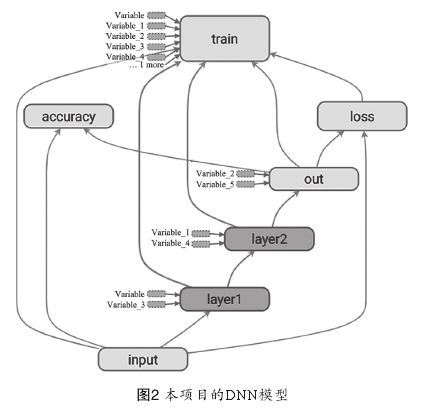 Variable
Variable_1
Variable_2
Variable_3
Variable_4
... 1 more
train
accuracy
loss
Variable_2
Variable_5
out
Variable_1
Variable_4
layer2
Variable
Variable_3
layer1
input
图2 本项目的DNN模型